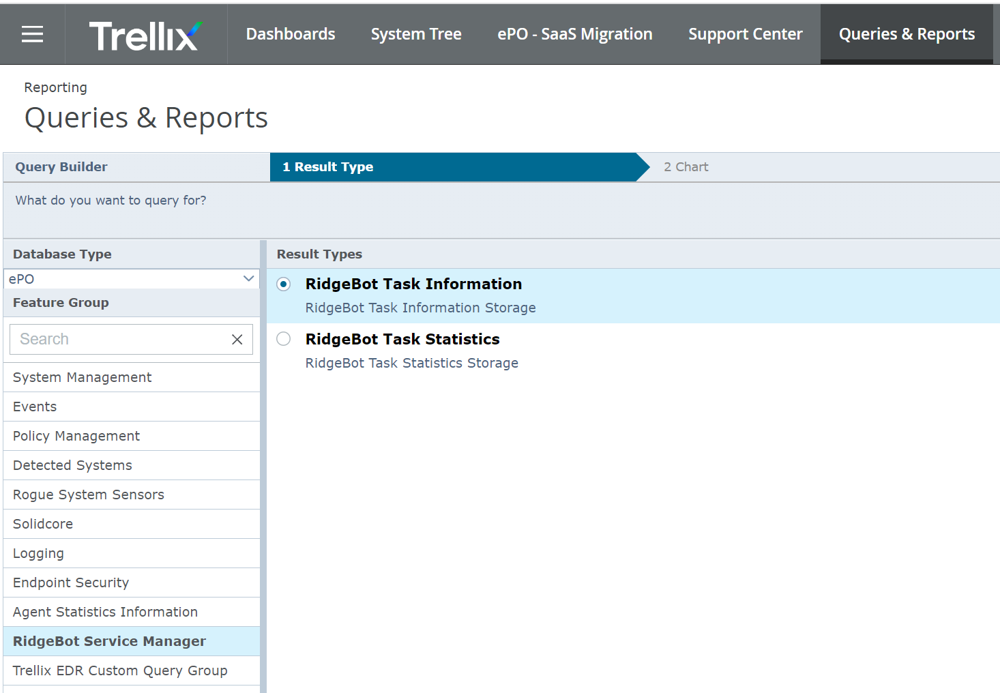 Trellix
Dashboards
System Tree
ePO - SaaS Migration
Support Center
Queries & Reports
Reporting
Queries & Reports
Query Builder
1 Result Type
2 Chart
What do you want to query for?
Database Type
ePO
Feature Group
Search
System Management
Events
Policy Management
Detected Systems
Rogue System Sensors
Solidcore
Logging
Endpoint Security
Agent Statistics Information
RidgeBot Service Manager
Trellix EDR Custom Query Group
Result Types
RidgeBot Task Information
RidgeBot Task Information Storage
RidgeBot Task Statistics
RidgeBot Task Statistics Storage